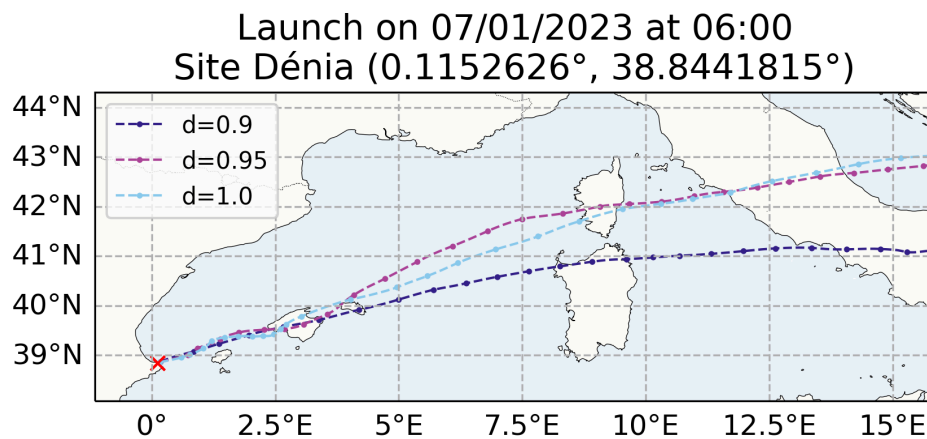 Launch on 07/01/2023 at 06:00
Site Dénia (0.1152626°, 38.8441815°)
44°N
43°N
42°N
41°N
40°N
39°N
d=0.9
d=0.95
d=1.0
0°
2.5°E
5°E
7.5°E
10°E
12.5°E
15°E